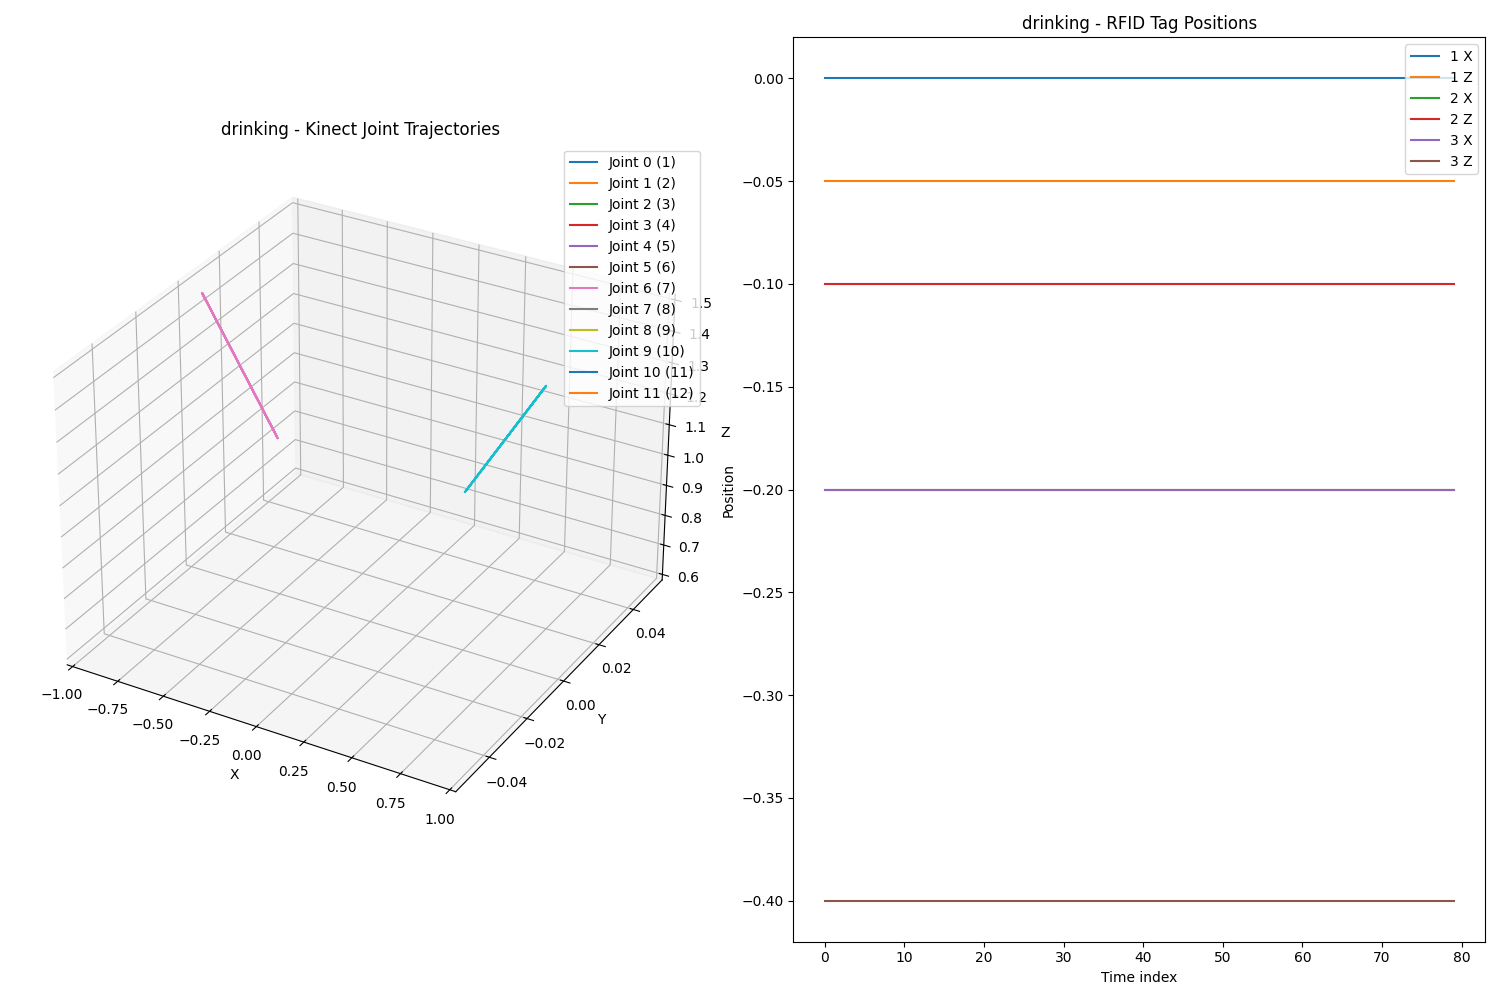 drinking - Kinect Joint Trajectories
Joint 0 (1)
Joint 1 (2)
Joint 2 (3)
Joint 3 (4)
Joint 4 (5)
Joint 5 (6)
Joint 6 (7)
Joint 7 (8)
Joint 8 (9)
Joint 9 (10)
Joint 10 (11)
Joint 11 (12)
1.5
1.4
1.3
1.2
1.1
1.0
0.9
0.8
0.7
0.6
Z
−1.00
−0.75
−0.50
−0.25
0.00
0.25
0.50
0.75
1.00
X
0.04
0.02
0.00
−0.02
−0.04
Y
drinking - RFID Tag Positions
1 X
1 Z
2 X
2 Z
3 X
3 Z
0.00
−0.05
−0.10
−0.15
−0.20
−0.25
−0.30
−0.35
−0.40
Position
0 10 20 30 40 50 60 70 80
Time index